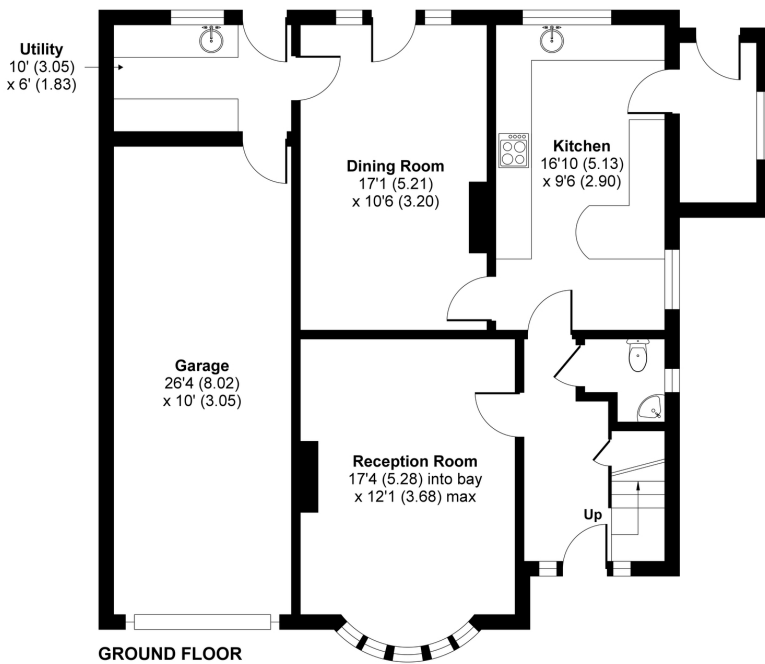 Utility
10' (3.05)
x 6' (1.83)
Kitchen
16'10 (5.13)
x 9'6 (2.90)
Dining Room
17'1 (5.21)
x 10'6 (3.20)
Garage
26'4 (8.02)
x 10' (3.05)
Reception Room
17'4 (5.28) into bay
x 12'1 (3.68) max
Up
GROUND FLOOR